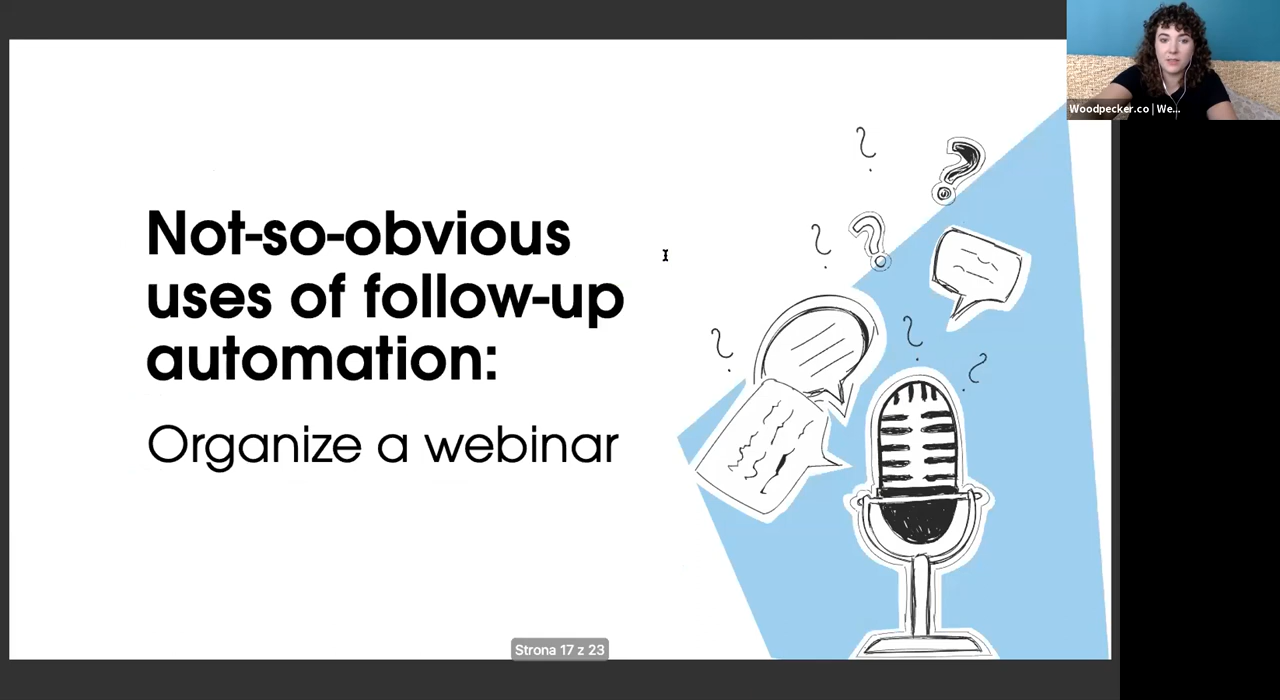 Woodpecker.co | We...
Not-so-obvious
uses of follow-up
automation:
Organize a webinar
Strona 17 z 23